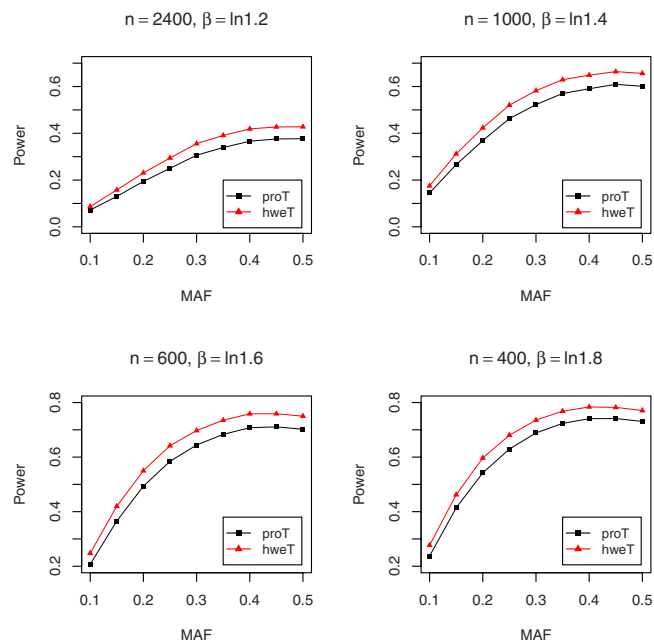 n = 2400, β = ln1.2
Power
0.0
0.2
0.4
0.6
proT
hweT
0.1
0.2
0.3
0.4
0.5
MAF
n = 1000, β = ln1.4
Power
0.0
0.2
0.4
0.6
proT
hweT
0.1
0.2
0.3
0.4
0.5
MAF
n = 600, β = ln1.6
Power
0.2
0.4
0.6
0.8
proT
hweT
0.1
0.2
0.3
0.4
0.5
MAF
n = 400, β = ln1.8
Power
0.2
0.4
0.6
0.8
proT
hweT
0.1
0.2
0.3
0.4
0.5
MAF